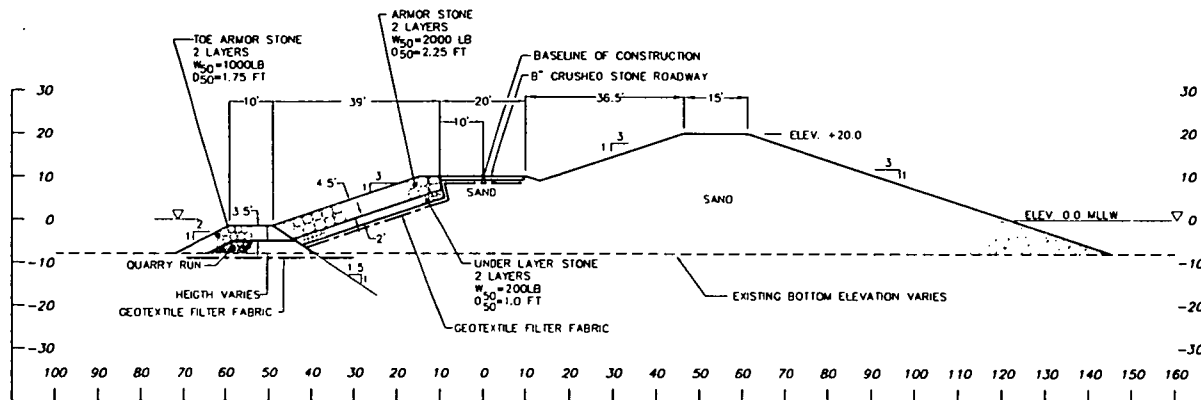 TOE ARMOR STONE
2 LAYERS
W50=1000LB
D50=1.75 FT
ARMOR STONE
2 LAYERS
W50=2000 LB
D50=2.25 FT
BASELINE OF CONSTRUCTION
8" CRUSHED STONE ROADWAY
10'
39'
20'
36.5'
15'
10'
30
20
10
0
-10
-20
-30
30
20
10
0
-10
-20
-30
ELEV. +20.0
1
3
3
1
4.5'
1
3
SAND
SAND
3.5'
2
1
2'
ELEV. 0.0 MLLW
QUARRY RUN
1.5
1
HEIGTH VARIES
GEOTEXTILE FILTER FABRIC
UNDER LAYER STONE
2 LAYERS
W50=200LB
D50=1.0 FT
GEOTEXTILE FILTER FABRIC
EXISTING BOTTOM ELEVATION VARIES
100 90 80 70 60 50 40 30 20 10 0 10 20 30 40 50 60 70 80 90 100 110 120 130 140 150 160